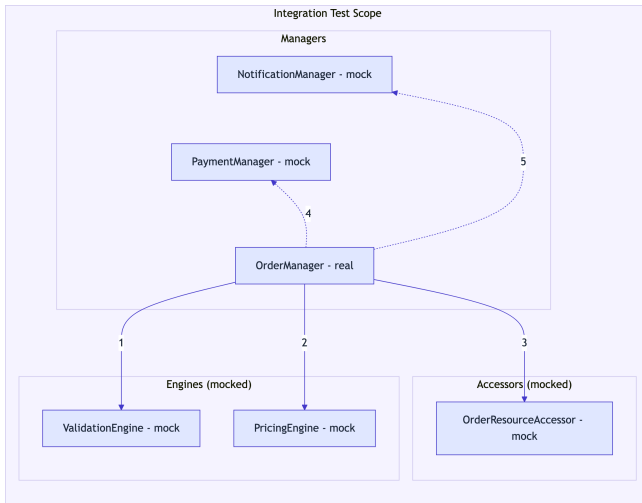 Integration Test Scope
Managers
NotificationManager - mock
PaymentManager - mock
5
4
OrderManager - real
1
2
3
Engines (mocked)
Accessors (mocked)
ValidationEngine - mock
PricingEngine - mock
OrderResourceAccessor -
mock